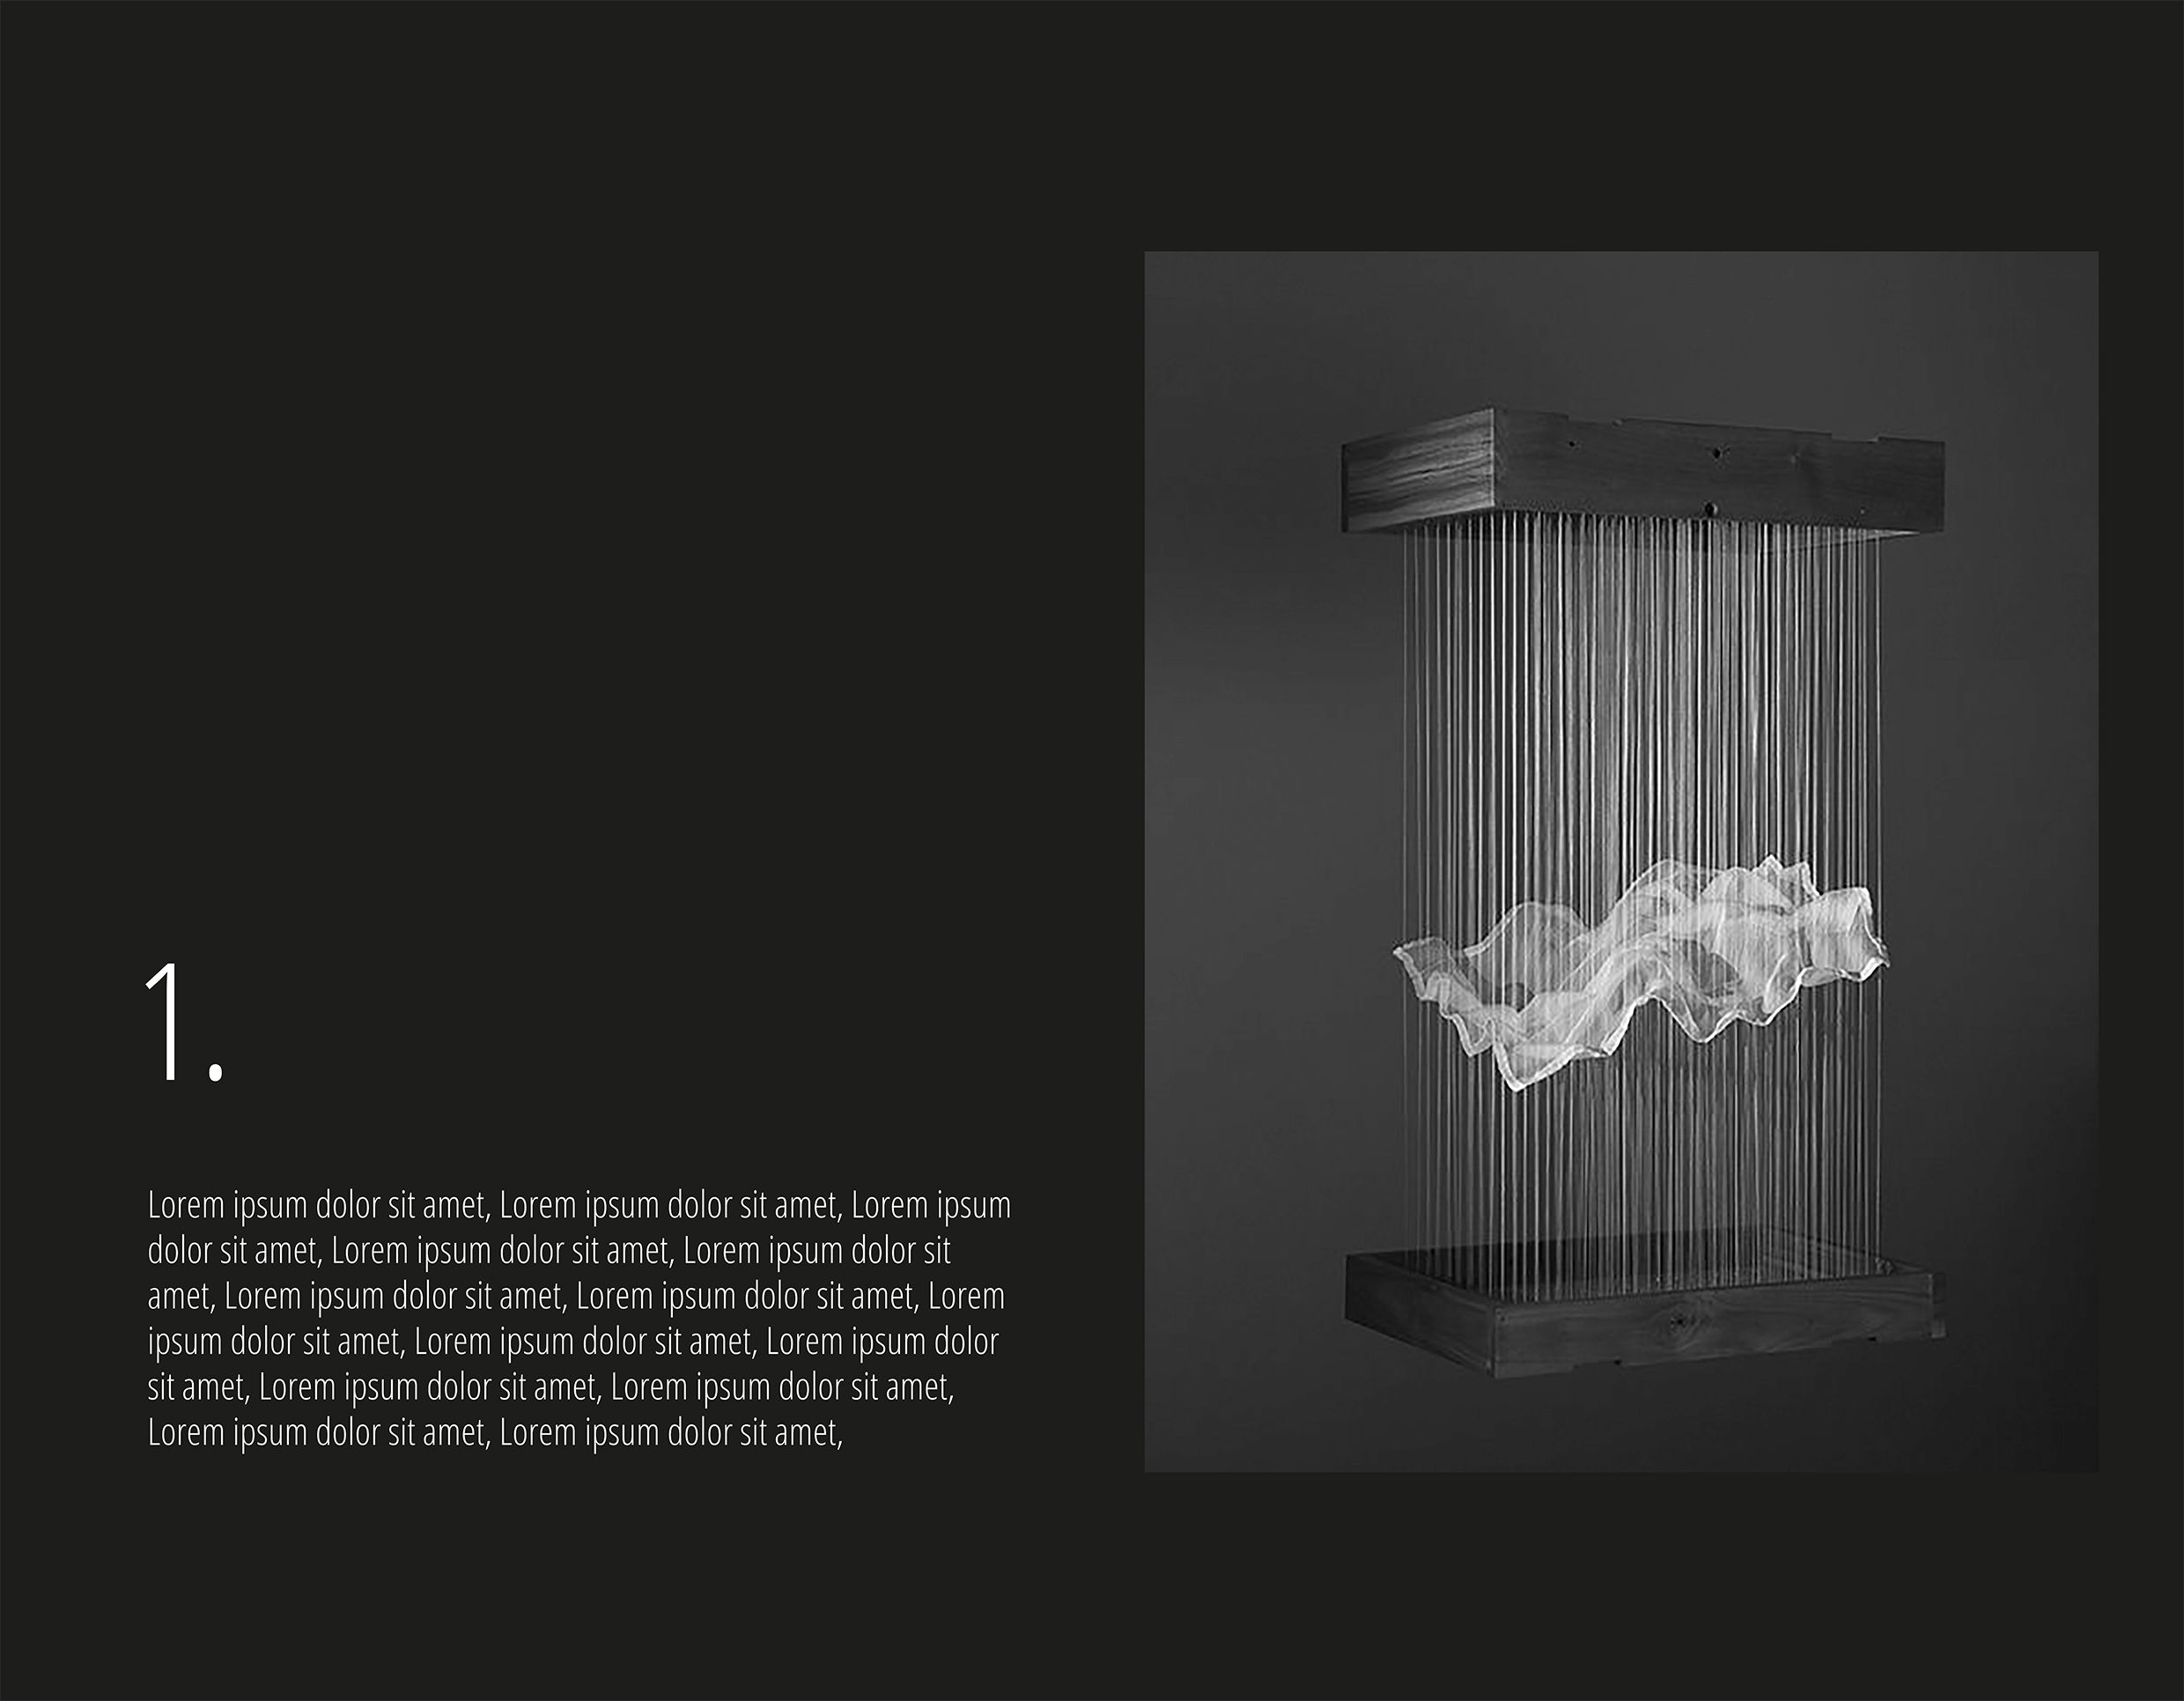 1.
Lorem ipsum dolor sit amet, Lorem ipsum dolor sit amet, Lorem ipsum
dolor sit amet, Lorem ipsum dolor sit amet, Lorem ipsum dolor sit
amet, Lorem ipsum dolor sit amet, Lorem ipsum dolor sit amet, Lorem
ipsum dolor sit amet, Lorem ipsum dolor sit amet, Lorem ipsum dolor
sit amet, Lorem ipsum dolor sit amet, Lorem ipsum dolor sit amet,
Lorem ipsum dolor sit amet, Lorem ipsum dolor sit amet,